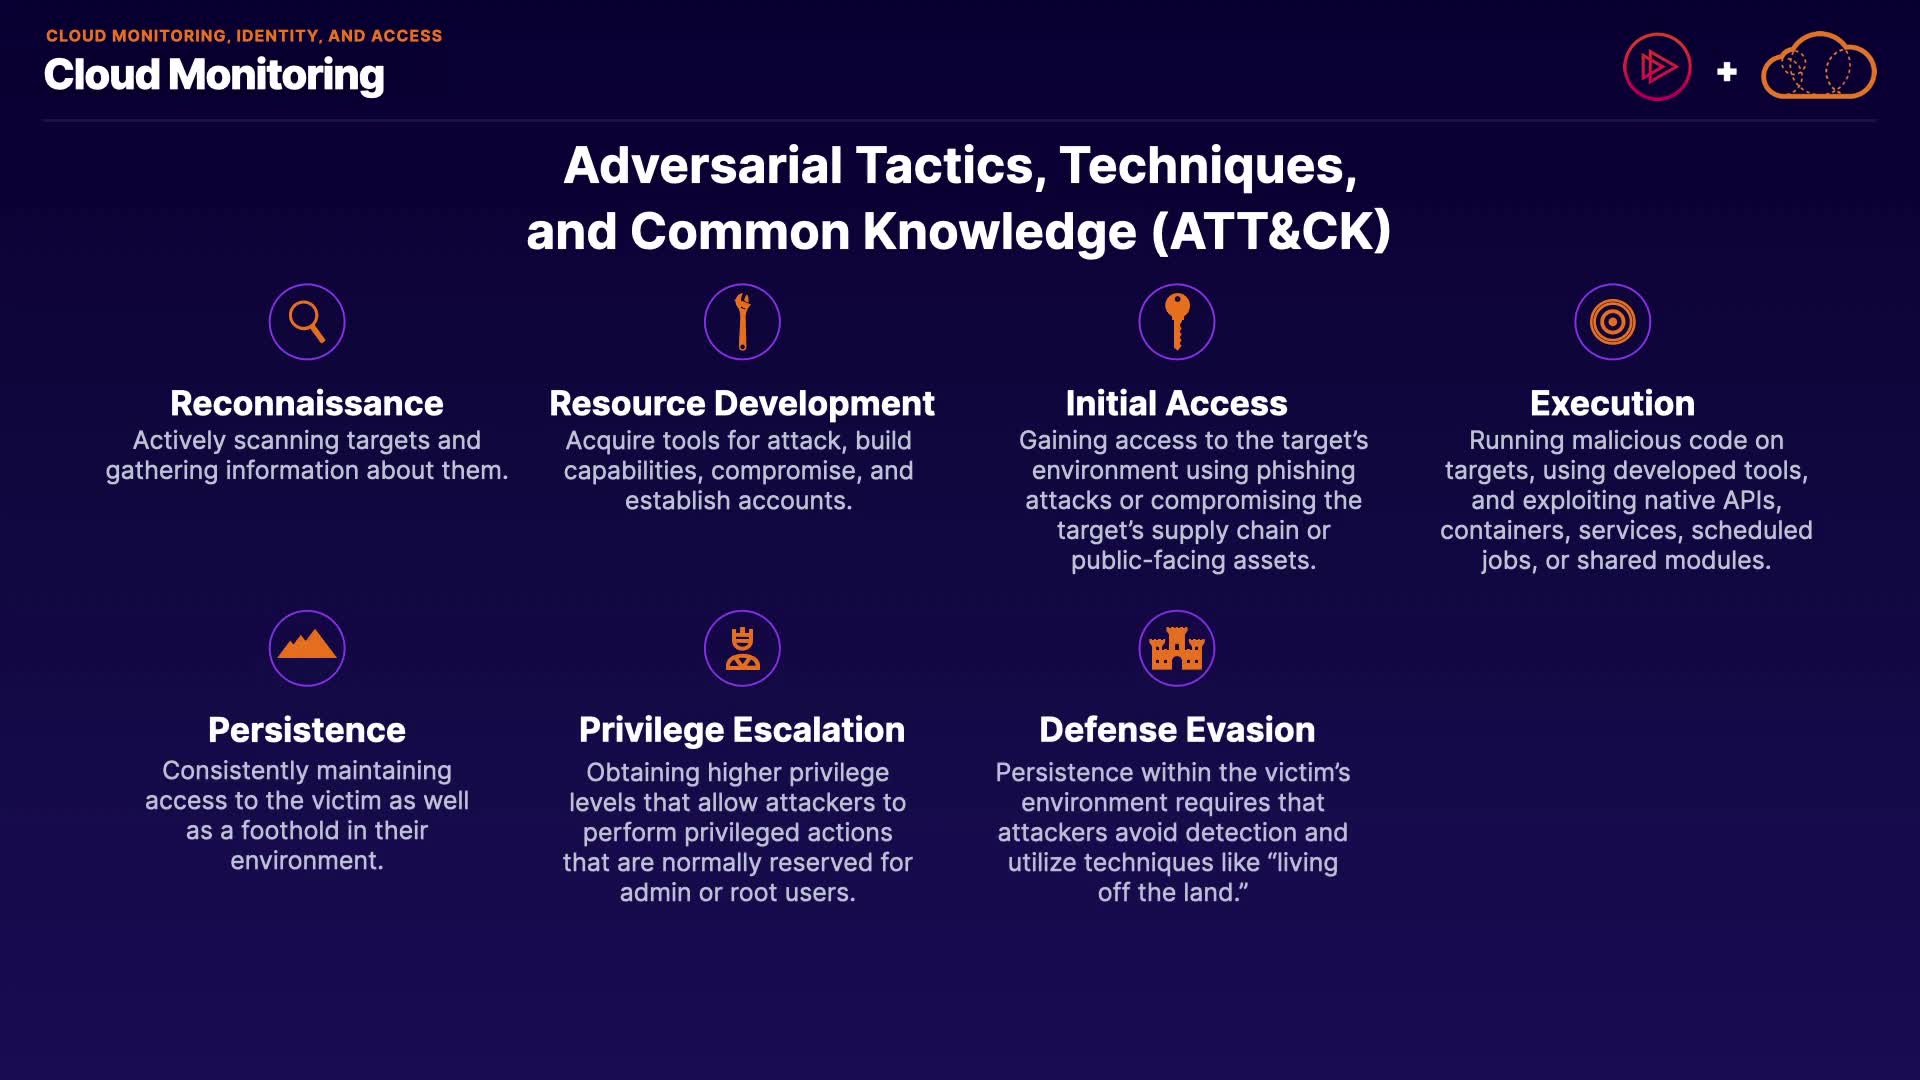 CLOUD MONITORING, IDENTITY, AND ACCESS
Cloud Monitoring
Adversarial Tactics, Techniques,
and Common Knowledge (ATT&CK)
Reconnaissance
Actively scanning targets and
gathering information about them.
Resource Development
Acquire tools for attack, build
capabilities, compromise, and
establish accounts.
Initial Access
Gaining access to the target’s
environment using phishing
attacks or compromising the
target’s supply chain or
public-facing assets.
Execution
Running malicious code on
targets, using developed tools,
and exploiting native APIs,
containers, services, scheduled
jobs, or shared modules.
Persistence
Consistently maintaining
access to the victim as well
as a foothold in their
environment.
Privilege Escalation
Obtaining higher privilege
levels that allow attackers to
perform privileged actions
that are normally reserved for
admin or root users.
Defense Evasion
Persistence within the victim’s
environment requires that
attackers avoid detection and
utilize techniques like “living
off the land.”